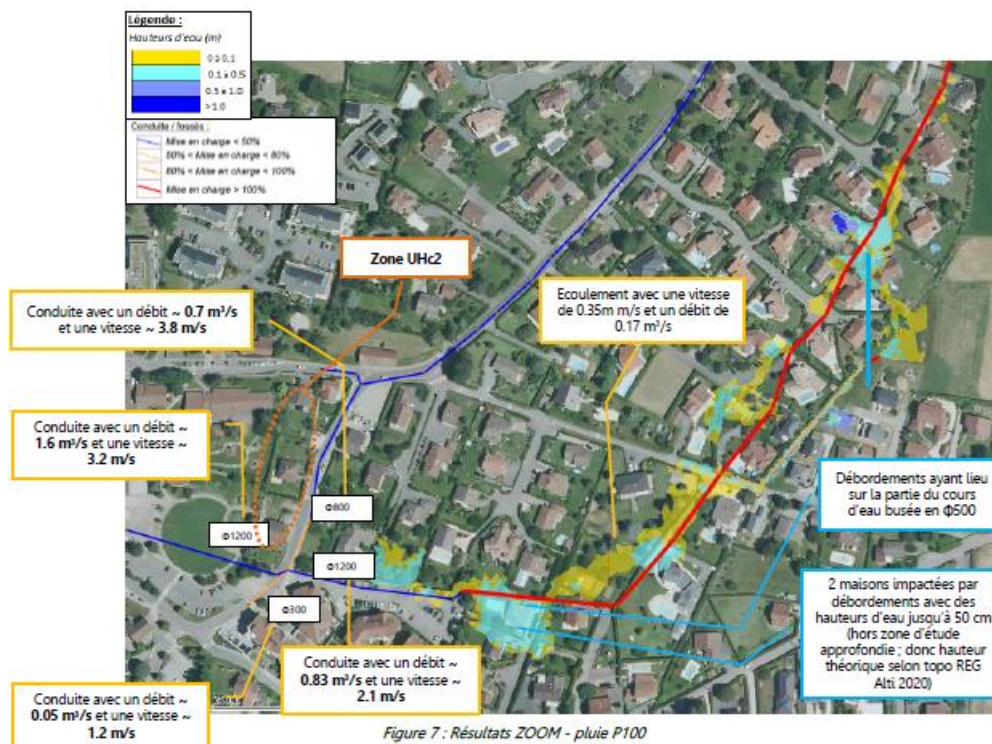 Légende :
Hauteurs d'eau (m)
0 à 0.1
0.1 à 0.5
0.5 à 1.0
>1.0
Conduite / fossés :
Mise en charge < 50%
50% < Mise en charge < 80%
80% < Mise en charge < 100%
Mise en charge > 100%
Zone UHc2
Conduite avec un débit ~ 0.7 m³/s
et une vitesse ~ 3.8 m/s
Ecoulement avec une vitesse
de 0.35m m/s et un débit de
0.17 m³/s
Conduite avec un débit ~
1.6 m³/s et une vitesse ~
3.2 m/s
Φ800
Φ1200
Φ1200
Φ300
Débordements ayant lieu
sur la partie du cours
d'eau busée en Φ500
2 maisons impactées par
débordements avec des
hauteurs d'eau jusqu'à 50 cm
(hors zone d'étude
approfondie ; donc hauteur
théorique selon topo REG
Alti 2020)
Conduite avec un débit ~
0.83 m³/s et une vitesse ~
2.1 m/s
Conduite avec un débit ~
0.05 m³/s et une vitesse ~
1.2 m/s
Figure 7 : Résultats ZOOM - pluie P100